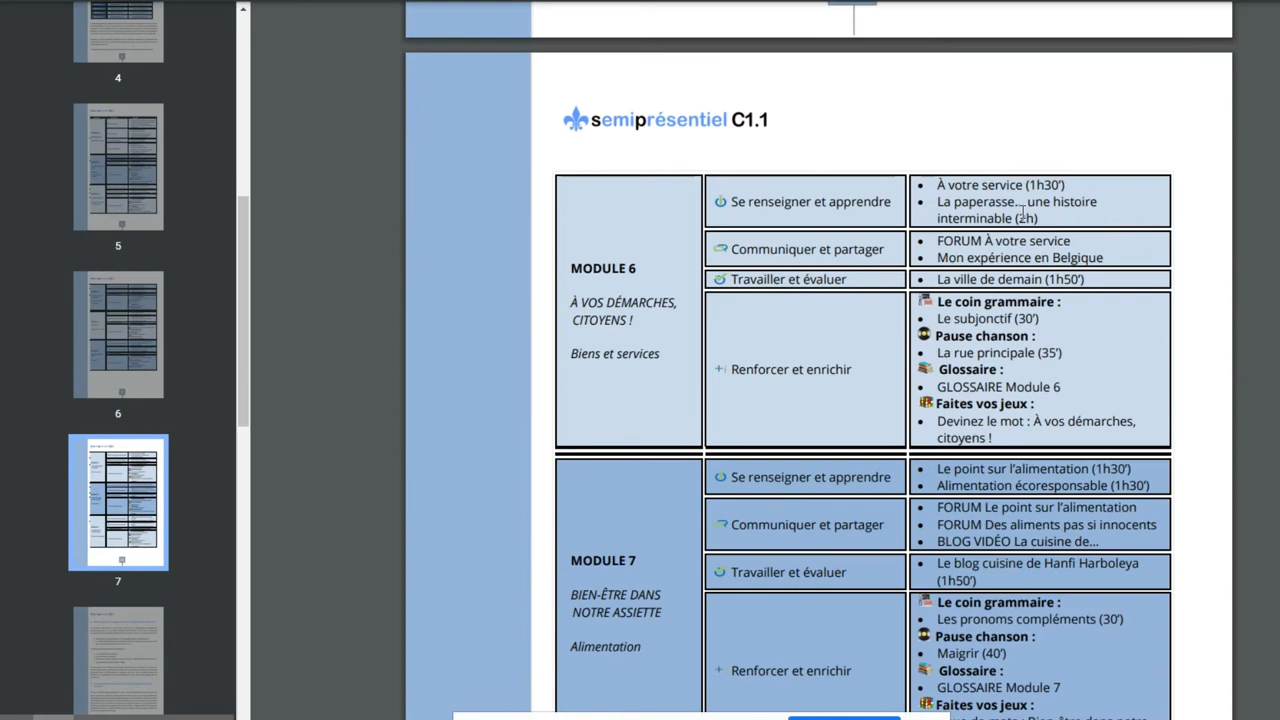 4
5
6
7
semiprésentiel C1.1
MODULE 6
À VOS DÉMARCHES,
CITOYENS !
Biens et services
Se renseigner et apprendre
À votre service (1h30’)
La paperasse... une histoire
interminable (2h)
Communiquer et partager
FORUM À votre service
Mon expérience en Belgique
Travailler et évaluer
La ville de demain (1h50’)
Renforcer et enrichir
Le coin grammaire :
Le subjonctif (30’)
Pause chanson :
La rue principale (35’)
Glossaire :
GLOSSAIRE Module 6
Faites vos jeux :
Devinez le mot : À vos démarches,
citoyens !
MODULE 7
BIEN-ÊTRE DANS
NOTRE ASSIETTE
Alimentation
Se renseigner et apprendre
Le point sur l’alimentation (1h30’)
Alimentation écoresponsable (1h30’)
Communiquer et partager
FORUM Le point sur l’alimentation
FORUM Des aliments pas si innocents
BLOG VIDÉO La cuisine de...
Travailler et évaluer
Le blog cuisine de Hanfi Harboleya
(1h50’)
Renforcer et enrichir
Le coin grammaire :
Les pronoms compléments (30’)
Pause chanson :
Maigrir (40’)
Glossaire :
GLOSSAIRE Module 7
Faites vos jeux :